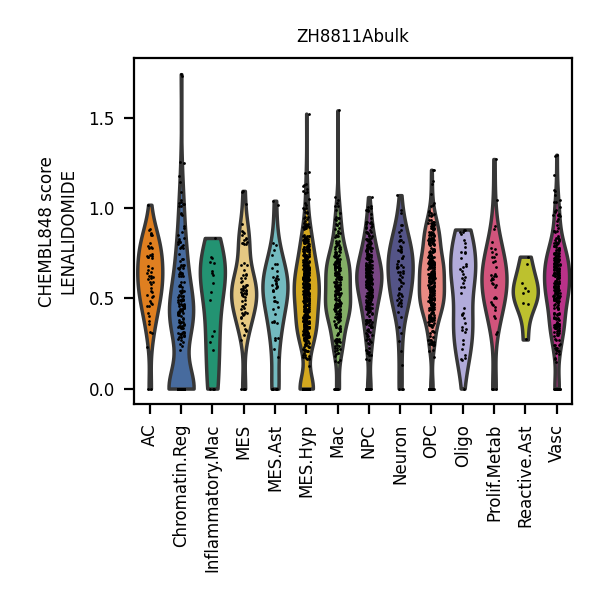 ZH8811Abulk
CHEMBL848 score
LENALIDOMIDE
1.5
1.0
0.5
0.0
AC
Chromatin.Reg
Inflammatory.Mac
MES
MES.Ast
MES.Hyp
Mac
NPC
Neuron
OPC
Oligo
Prolif.Metab
Reactive.Ast
Vasc